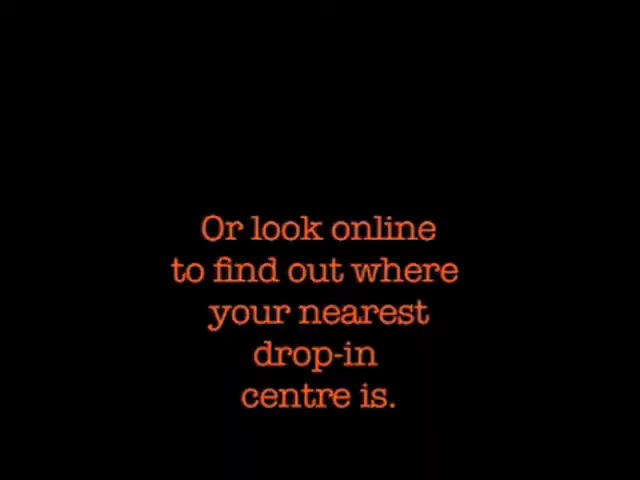 Or look online
to find out where
your nearest
drop-in
centre is.